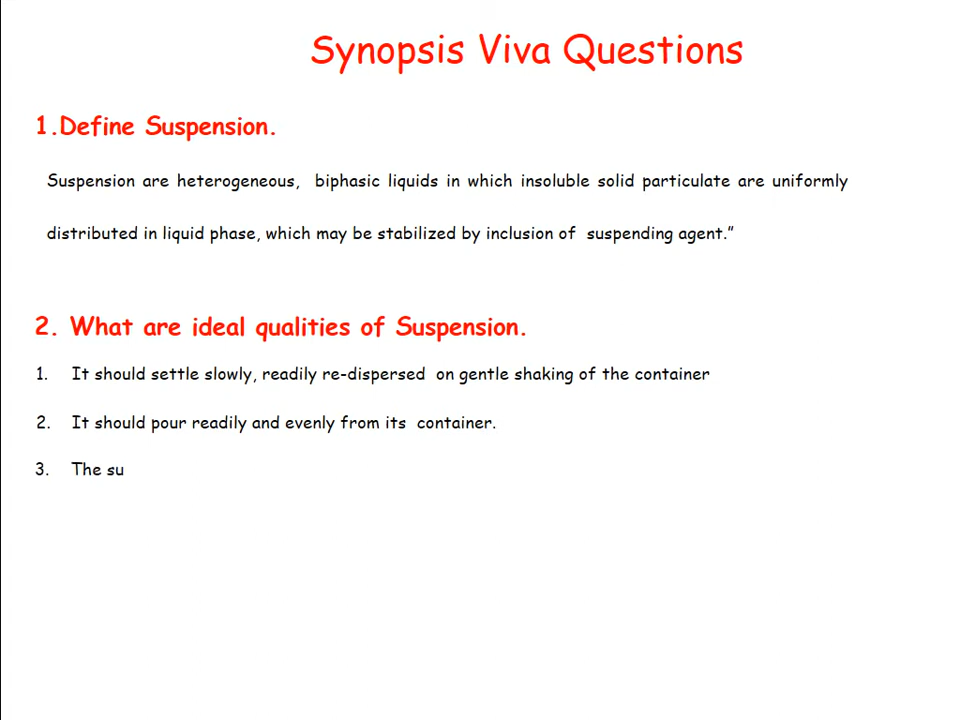 Synopsis Viva Questions
1.Define Suspension.
Suspension are heterogeneous, biphasic liquids in which insoluble solid particulate are uniformly
distributed in liquid phase, which may be stabilized by inclusion of suspending agent.”
2. What are ideal qualities of Suspension.
1. It should settle slowly, readily re-dispersed on gentle shaking of the container
2. It should pour readily and evenly from its container.
3. The su